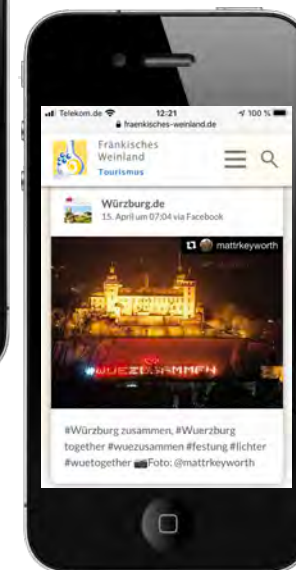 Telekom.de 12:21 100 %
fraenkisches-weinland.de
Fränkisches
Weinland
Tourismus
Würzburg.de
15. April um 07:04 via Facebook
mattrkeyworth
#WUEZUSAMMEN
#Würzburg zusammen, #Wuerzburg
together #wuezusammen #festung #lichter
#wuetogether 📷Foto: @mattrkeyworth